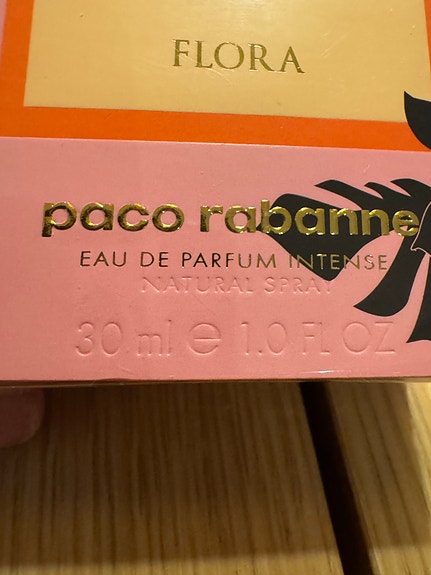 FLORA
paco rabanne
EAU DE PARFUM INTENSE
NATURAL SPRAY
30 ml e 1.0 FL OZ